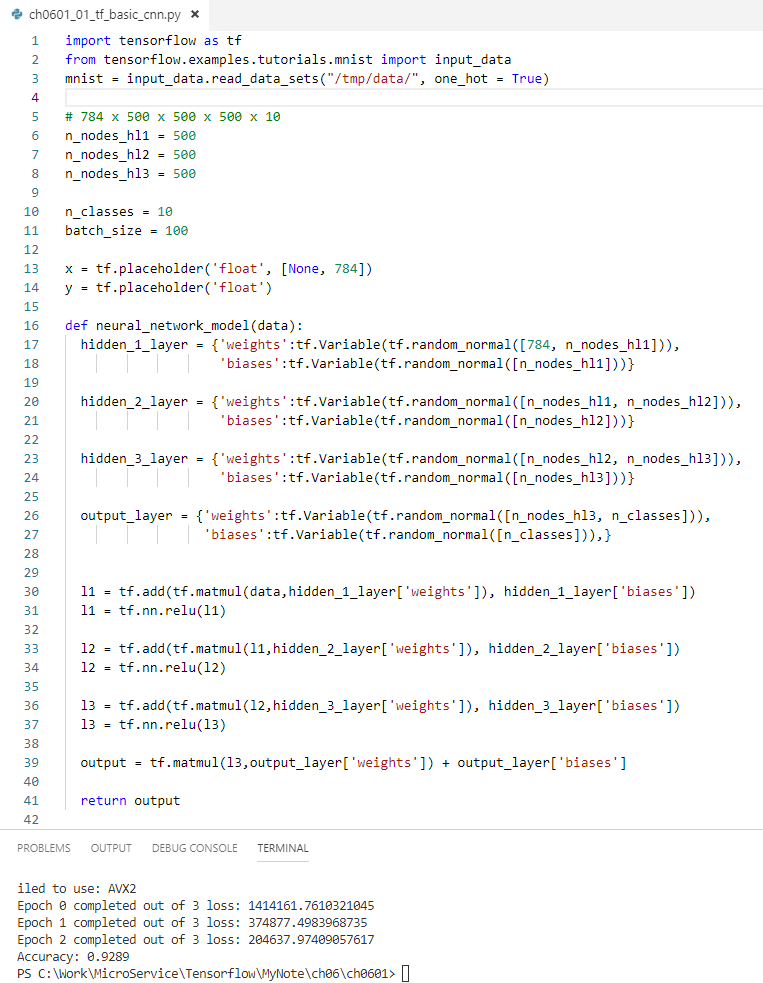 ch0601_01_tf_basic_cnn.py ×
1 import tensorflow as tf
2 from tensorflow.examples.tutorials.mnist import input_data
3 mnist = input_data.read_data_sets("/tmp/data/", one_hot = True)
4
5 # 784 x 500 x 500 x 500 x 10
6 n_nodes_hl1 = 500
7 n_nodes_hl2 = 500
8 n_nodes_hl3 = 500
9
10 n_classes = 10
11 batch_size = 100
12
13 x = tf.placeholder('float', [None, 784])
14 y = tf.placeholder('float')
15
16 def neural_network_model(data):
17 hidden_1_layer = {'weights':tf.Variable(tf.random_normal([784, n_nodes_hl1])),
18 'biases':tf.Variable(tf.random_normal([n_nodes_hl1]))}
19
20 hidden_2_layer = {'weights':tf.Variable(tf.random_normal([n_nodes_hl1, n_nodes_hl2])),
21 'biases':tf.Variable(tf.random_normal([n_nodes_hl2]))}
22
23 hidden_3_layer = {'weights':tf.Variable(tf.random_normal([n_nodes_hl2, n_nodes_hl3])),
24 'biases':tf.Variable(tf.random_normal([n_nodes_hl3]))}
25
26 output_layer = {'weights':tf.Variable(tf.random_normal([n_nodes_hl3, n_classes])),
27 'biases':tf.Variable(tf.random_normal([n_classes])),}
28
29
30 l1 = tf.add(tf.matmul(data,hidden_1_layer['weights']), hidden_1_layer['biases'])
31 l1 = tf.nn.relu(l1)
32
33 l2 = tf.add(tf.matmul(l1,hidden_2_layer['weights']), hidden_2_layer['biases'])
34 l2 = tf.nn.relu(l2)
35
36 l3 = tf.add(tf.matmul(l2,hidden_3_layer['weights']), hidden_3_layer['biases'])
37 l3 = tf.nn.relu(l3)
38
39 output = tf.matmul(l3,output_layer['weights']) + output_layer['biases']
40
41 return output
42
PROBLEMS OUTPUT DEBUG CONSOLE TERMINAL
iled to use: AVX2
Epoch 0 completed out of 3 loss: 1414161.7610321045
Epoch 1 completed out of 3 loss: 374877.4983968735
Epoch 2 completed out of 3 loss: 204637.97409057617
Accuracy: 0.9289
PS C:\Work\MicroService\Tensorflow\MyNote\ch06\ch0601>